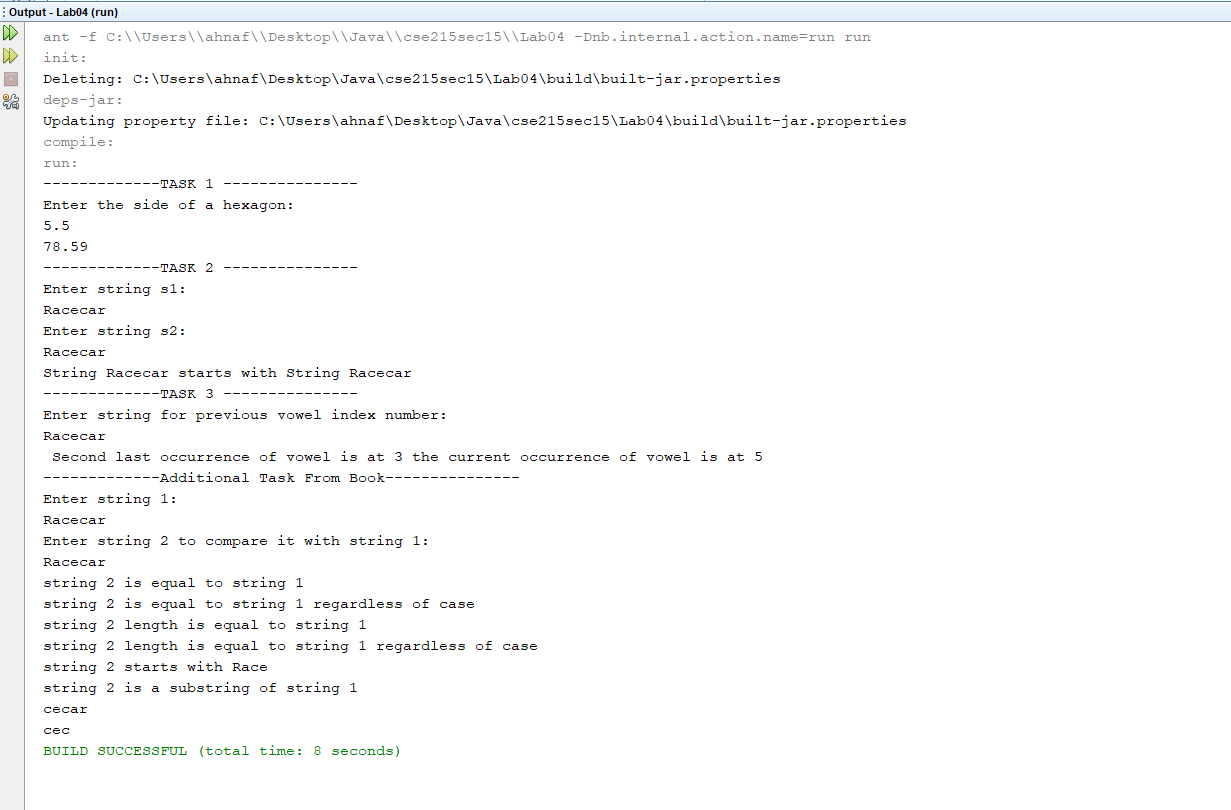 Output - Lab04 (run)
ant -f C:\\Users\\ahnaf\\Desktop\\Java\\cse215sec15\\Lab04 -Dnb.internal.action.name=run run
init:
Deleting: C:\Users\ahnaf\Desktop\Java\cse215sec15\Lab04\build\built-jar.properties
deps-jar:
Updating property file: C:\Users\ahnaf\Desktop\Java\cse215sec15\Lab04\build\built-jar.properties
compile:
run:
-------------TASK 1 ---------------
Enter the side of a hexagon:
5.5
78.59
-------------TASK 2 ---------------
Enter string s1:
Racecar
Enter string s2:
Racecar
String Racecar starts with String Racecar
-------------TASK 3 ---------------
Enter string for previous vowel index number:
Racecar
 Second last occurrence of vowel is at 3 the current occurrence of vowel is at 5
-------------Additional Task From Book---------------
Enter string 1:
Racecar
Enter string 2 to compare it with string 1:
Racecar
string 2 is equal to string 1
string 2 is equal to string 1 regardless of case
string 2 length is equal to string 1
string 2 length is equal to string 1 regardless of case
string 2 starts with Race
string 2 is a substring of string 1
cecar
cec
BUILD SUCCESSFUL (total time: 8 seconds)